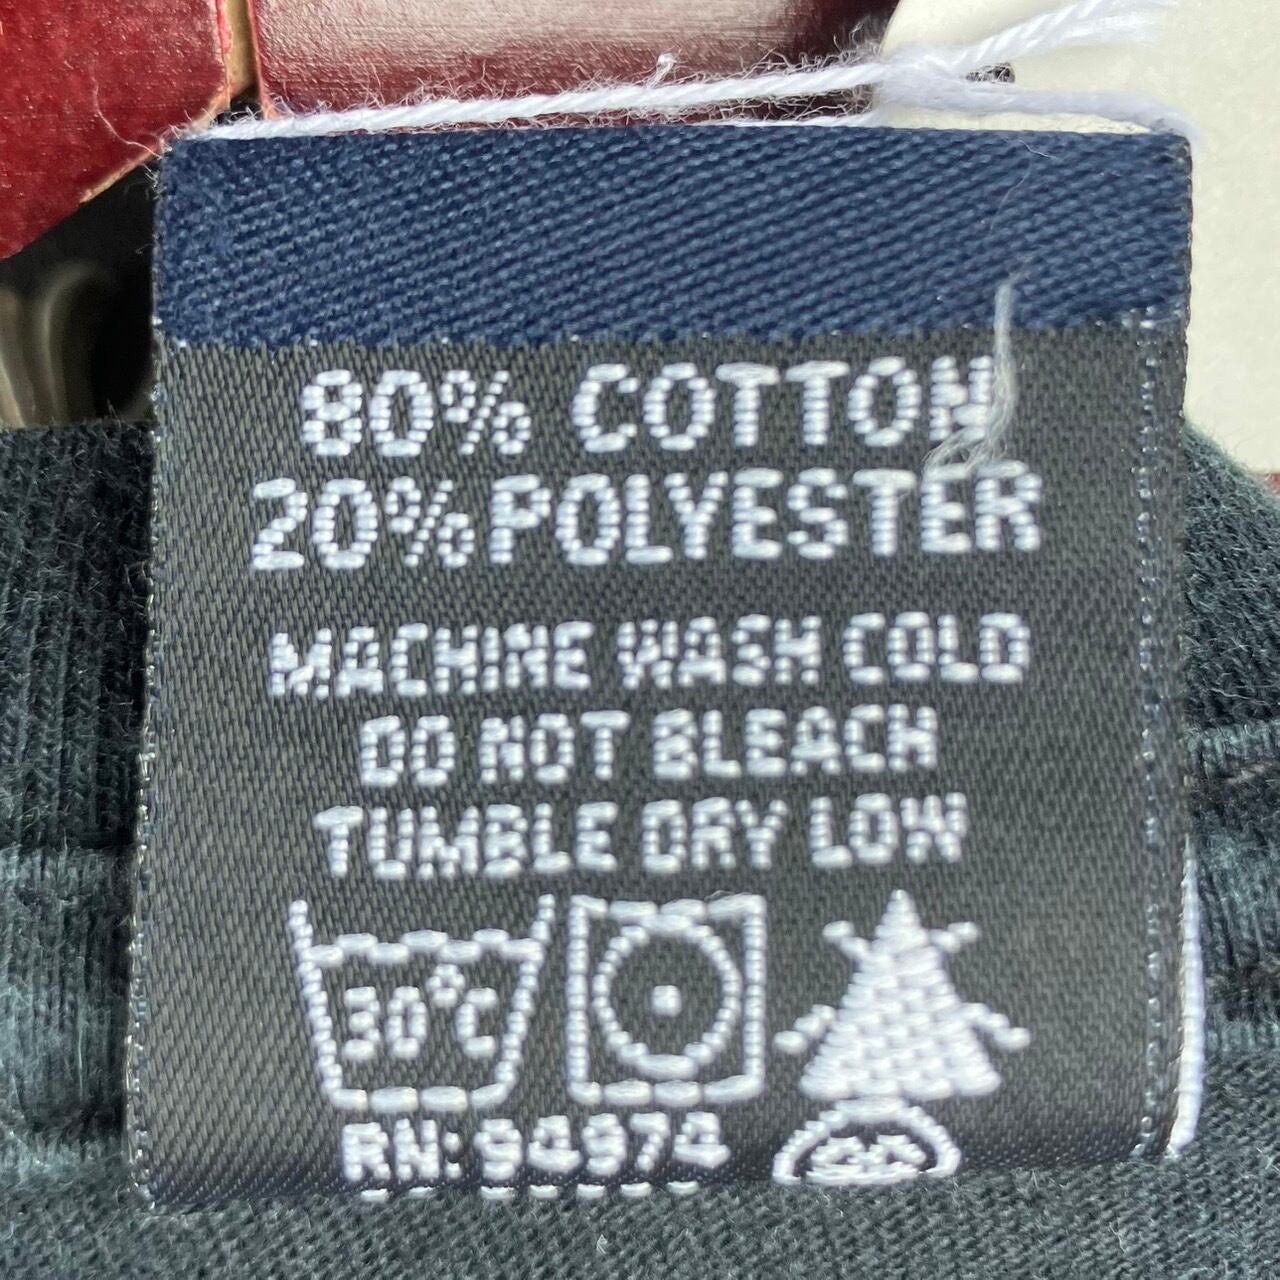 80% COTTON
20% POLYESTER
MACHINE WASH COLD
DO NOT BLEACH
TUMBLE DRY LOW
30°C
RN: 94974